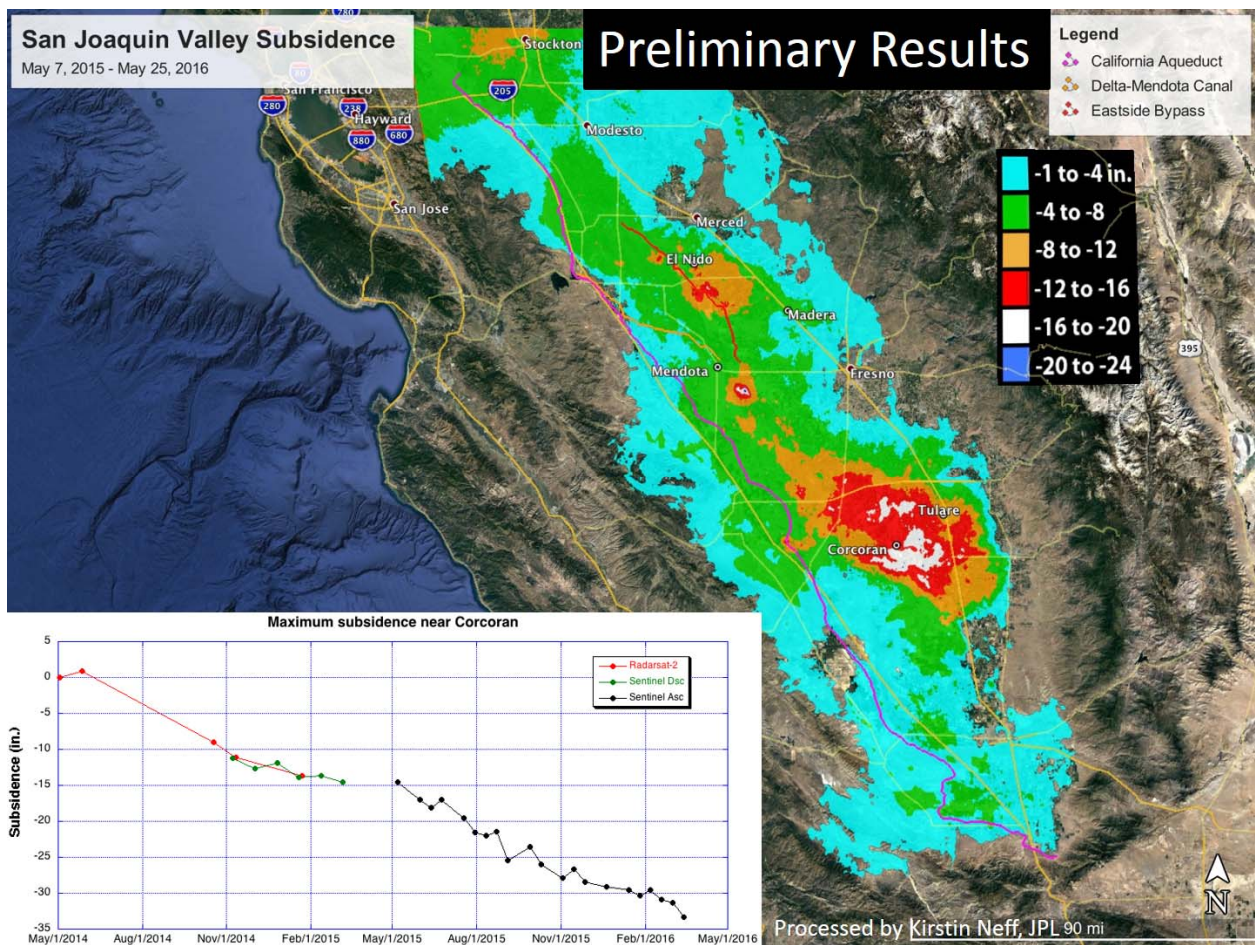 San Joaquin Valley Subsidence
May 7, 2015 - May 25, 2016
Preliminary Results
Legend
California Aqueduct
Delta-Mendota Canal
Eastside Bypass
-1 to -4 in.
-4 to -8
-8 to -12
-12 to -16
-16 to -20
-20 to -24
780
80
San Francisco
280
238
Hayward
880
680
205
Stockton
Modesto
San Jose
Merced
El Nido
Madera
Mendota
Fresno
395
Tulare
Corcoran
Maximum subsidence near Corcoran
Radarsat-2
Sentinel Dsc
Sentinel Asc
Subsidence (in.)
5
0
-5
-10
-15
-20
-25
-30
-35
May/1/2014
Aug/1/2014
Nov/1/2014
Feb/1/2015
May/1/2015
Aug/1/2015
Nov/1/2015
Feb/1/2016
May/1/2016
N
Processed by Kirstin Neff, JPL
90 mi